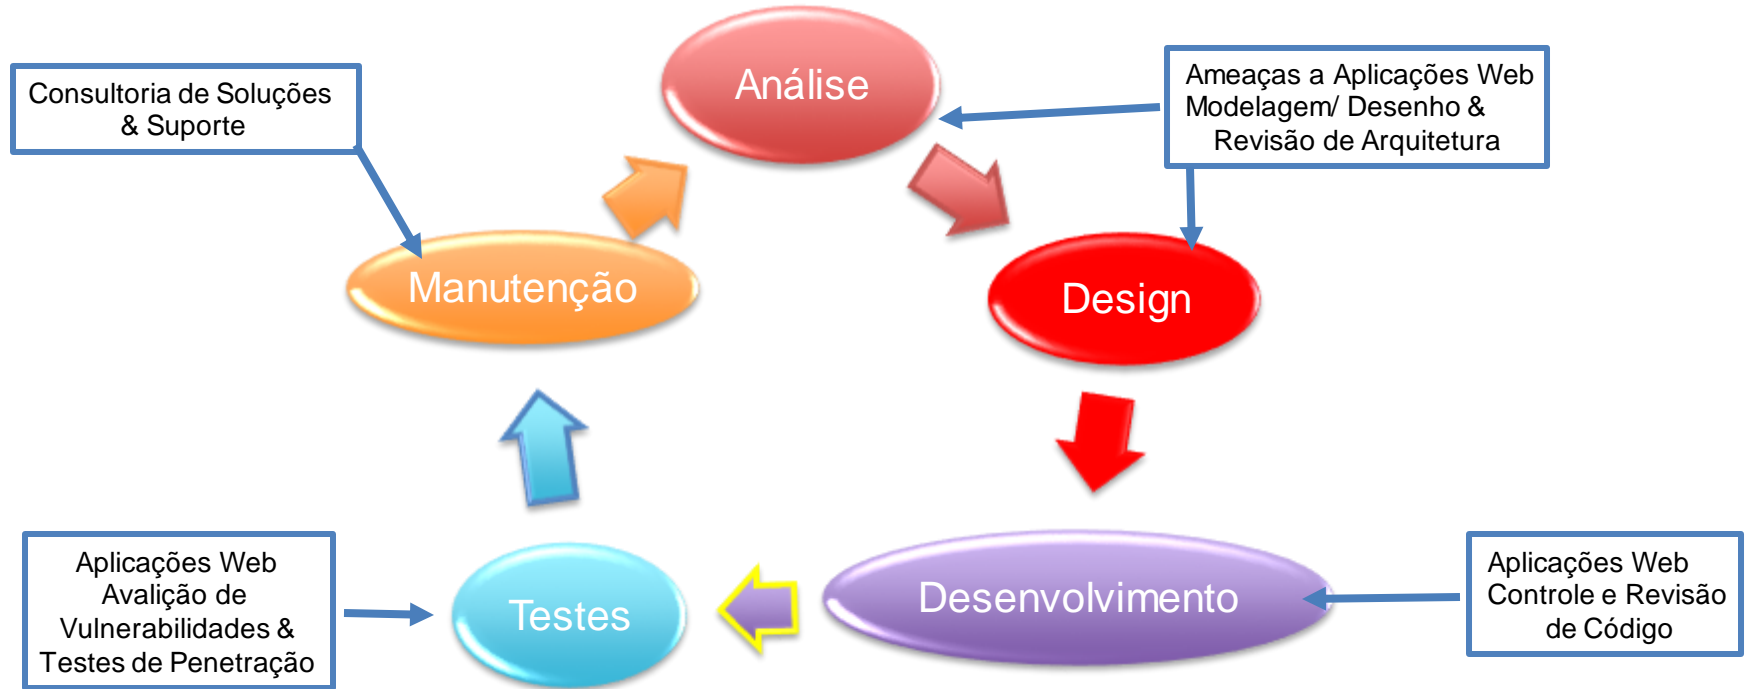 Análise
Consultoria de Soluções
& Suporte
Ameaças a Aplicações Web
Modelagem/ Desenho &
Revisão de Arquitetura
Manutenção
Design
Aplicações Web
Avalição de
Vulnerabilidades &
Testes de Penetração
Testes
Desenvolvimento
Aplicações Web
Controle e Revisão
de Código